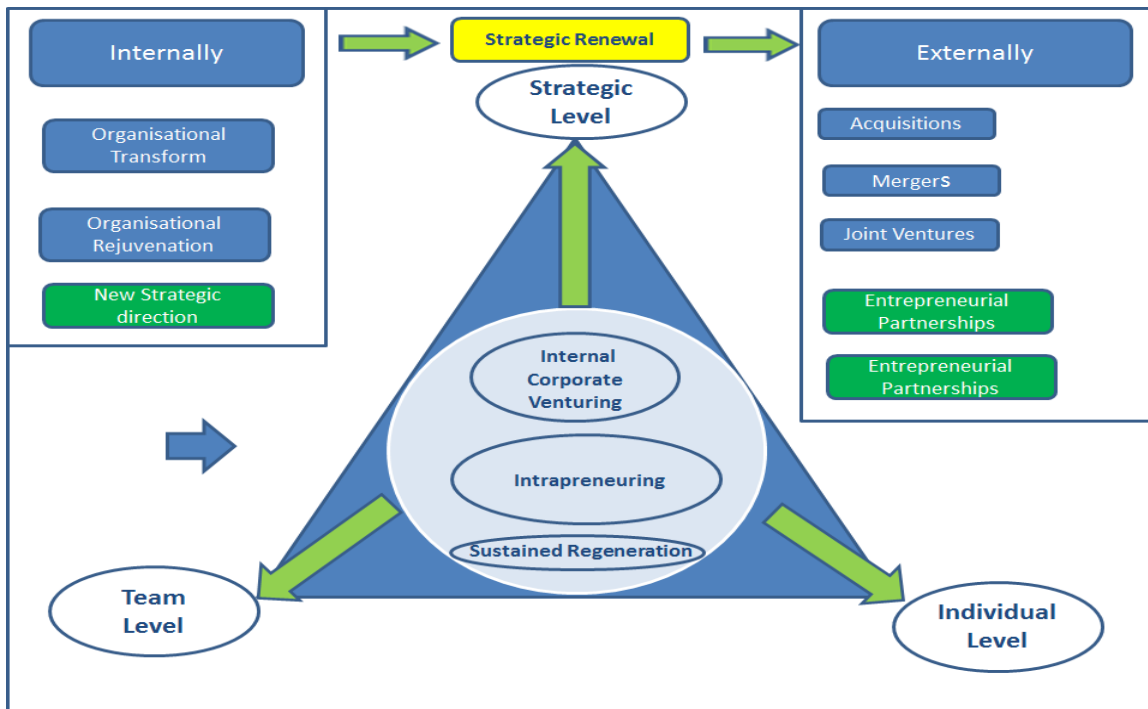 Internally
Strategic Renewal
Externally
Strategic
Level
Organisational
Transform
Organisational
Rejuvenation
New Strategic
direction
Acquisitions
Mergers
Joint Ventures
Entrepreneurial
Partnerships
Entrepreneurial
Partnerships
Internal
Corporate
Venturing
Intrapreneuring
Sustained Regeneration
Team
Level
Individual
Level